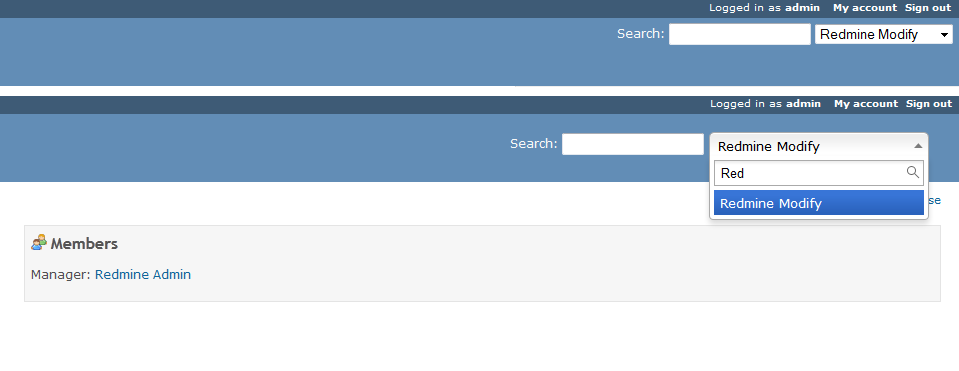 Logged in as admin My account Sign out
Search: Redmine Modify
Logged in as admin My account Sign out
Search: Redmine Modify
Red
Redmine Modify se
Members
Manager: Redmine Admin